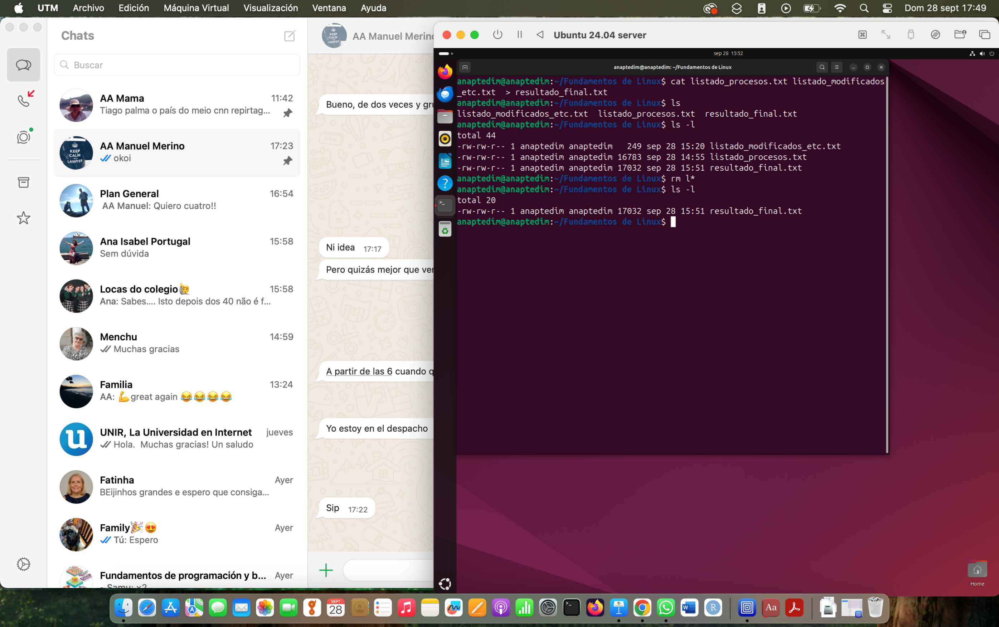 UTM Archivo Edición Máquina Virtual Visualización Ventana Ayuda Dom 28 sept 17:49
Chats
Buscar
AA Mama 11:42
Tiago palma o país do meio cnn repirtag...
AA Manuel Merino 17:23
okoi
Plan General 16:54
AA Manuel: Quiero cuatro!!
Ana Isabel Portugal 15:58
Sem dúvida
Locas do colegio🙋 15:58
Ana: Sabes.... Isto depois dos 40 não é f...
Menchu 14:59
Muchas gracias
Familia 13:24
AA: 💪great again 😂😂😂😂
UNIR, La Universidad en Internet jueves
Hola. Muchas gracias! Un saludo
Fatinha Ayer
BEijinhos grandes e espero que consiga...
Family🎉😍 Ayer
Tú: Espero
Fundamentos de programación y b... Ayer
~Samu: x2
KEEP
CALM
I'M A
LAWYER
AA Manuel Merino
Bueno, de dos veces y gru
Ni idea 17:17
Pero quizás mejor que ver
A partir de las 6 cuando q
Yo estoy en el despacho
Sip 17:22
Ubuntu 24.04 server
sep 28 15:52
anaptedim@anaptedim: ~/Fundamentos de Linux
anaptedim@anaptedim:~/Fundamentos de Linux$ cat listado_procesos.txt listado_modificados
_etc.txt  > resultado_final.txt
anaptedim@anaptedim:~/Fundamentos de Linux$ ls
listado_modificados_etc.txt  listado_procesos.txt  resultado_final.txt
anaptedim@anaptedim:~/Fundamentos de Linux$ ls -l
total 44
-rw-rw-r-- 1 anaptedim anaptedim   249 sep 28 15:20 listado_modificados_etc.txt
-rw-rw-r-- 1 anaptedim anaptedim 16783 sep 28 14:55 listado_procesos.txt
-rw-rw-r-- 1 anaptedim anaptedim 17032 sep 28 15:51 resultado_final.txt
anaptedim@anaptedim:~/Fundamentos de Linux$ rm l*
anaptedim@anaptedim:~/Fundamentos de Linux$ ls -l
total 20
-rw-rw-r-- 1 anaptedim anaptedim 17032 sep 28 15:51 resultado_final.txt
anaptedim@anaptedim:~/Fundamentos de Linux$
Home
SEPT
28
Aa
W
R